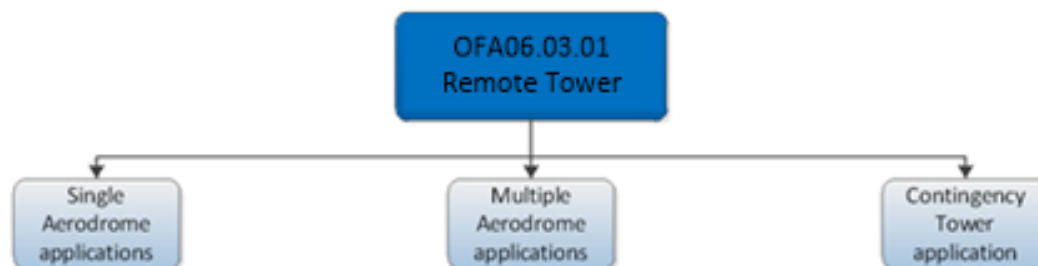 OFA06.03.01
Remote Tower
Single
Aerodrome
applications
Multiple
Aerodrome
applications
Contingency
Tower
application